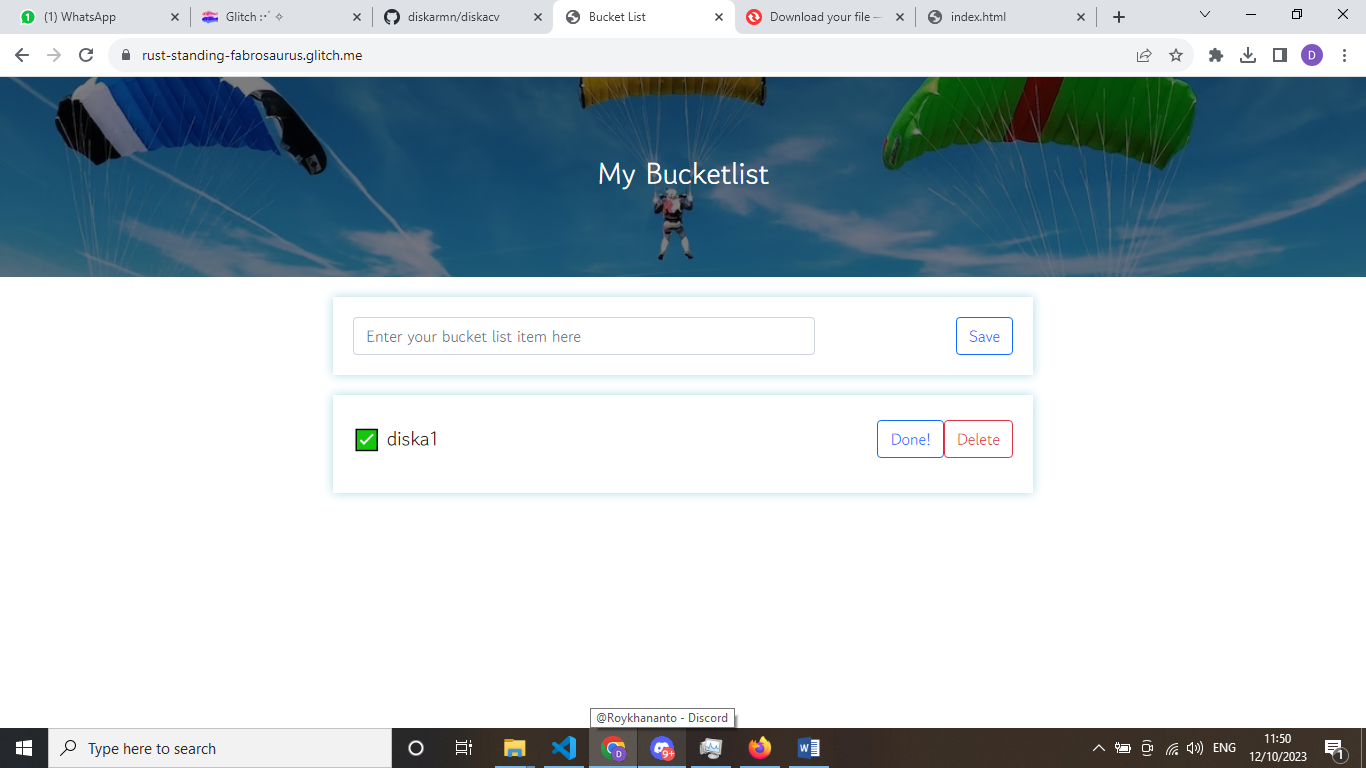 (1) WhatsApp
Glitch :･ﾟ✧
diskarmn/diskacv
Bucket List
Download your file –
index.html
rust-standing-fabrosaurus.glitch.me
D
My Bucketlist
Enter your bucket list item here
Save
diska1
Done!
Delete
@Roykhananto - Discord
Type here to search
D
9+
ENG
11:50
12/10/2023
1